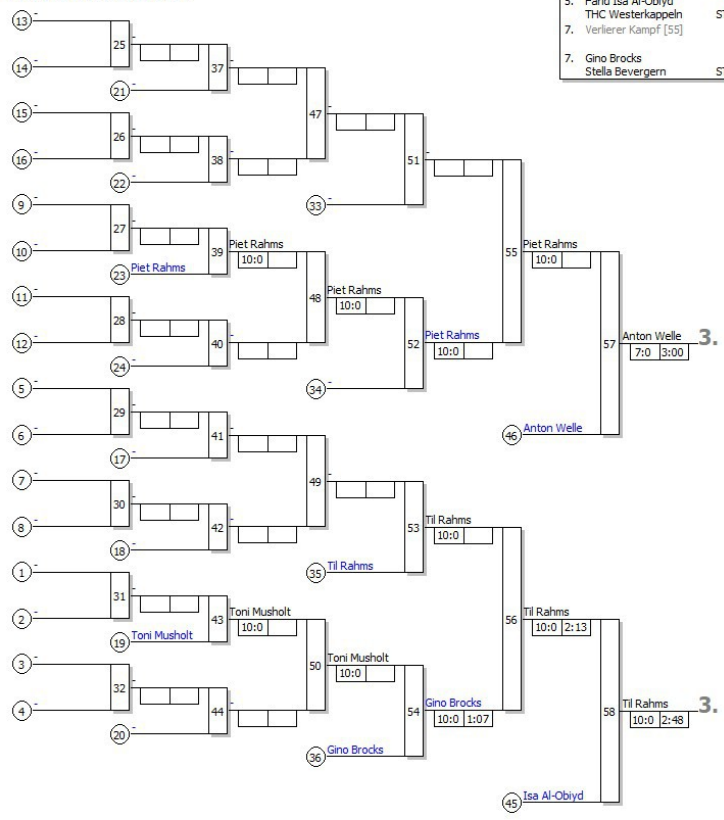 5. Farid Isa Al-Obiyd
THC Westerkappeln
7. Verlierer Kampf [55]
7. Gino Brocks
Stella Bevergern
13 -
25 -
14 -
37 -
21 -
15 -
47 -
26 -
16 -
38 -
22 -
51 -
33 -
9 -
27 -
10 -
39 Piet Rahms
10:0
23 Piet Rahms
55 Piet Rahms
10:0
11 -
48 Piet Rahms
10:0
28 -
12 -
40 -
24 -
52 Piet Rahms
10:0
34 -
57 Anton Welle 3.
7:0 3:00
5 -
29 -
6 -
41 -
17 -
46 Anton Welle
7 -
49 -
30 -
8 -
42 -
18 -
53 Til Rahms
10:0
35 Til Rahms
1 -
31 -
2 -
43 Toni Musholt
10:0
19 Toni Musholt
56 Til Rahms
10:0 2:13
3 -
50 Toni Musholt
10:0
32 -
4 -
44 -
20 -
54 Gino Brocks
10:0 1:07
36 Gino Brocks
58 Til Rahms 3.
10:0 2:48
45 Isa Al-Obiyd